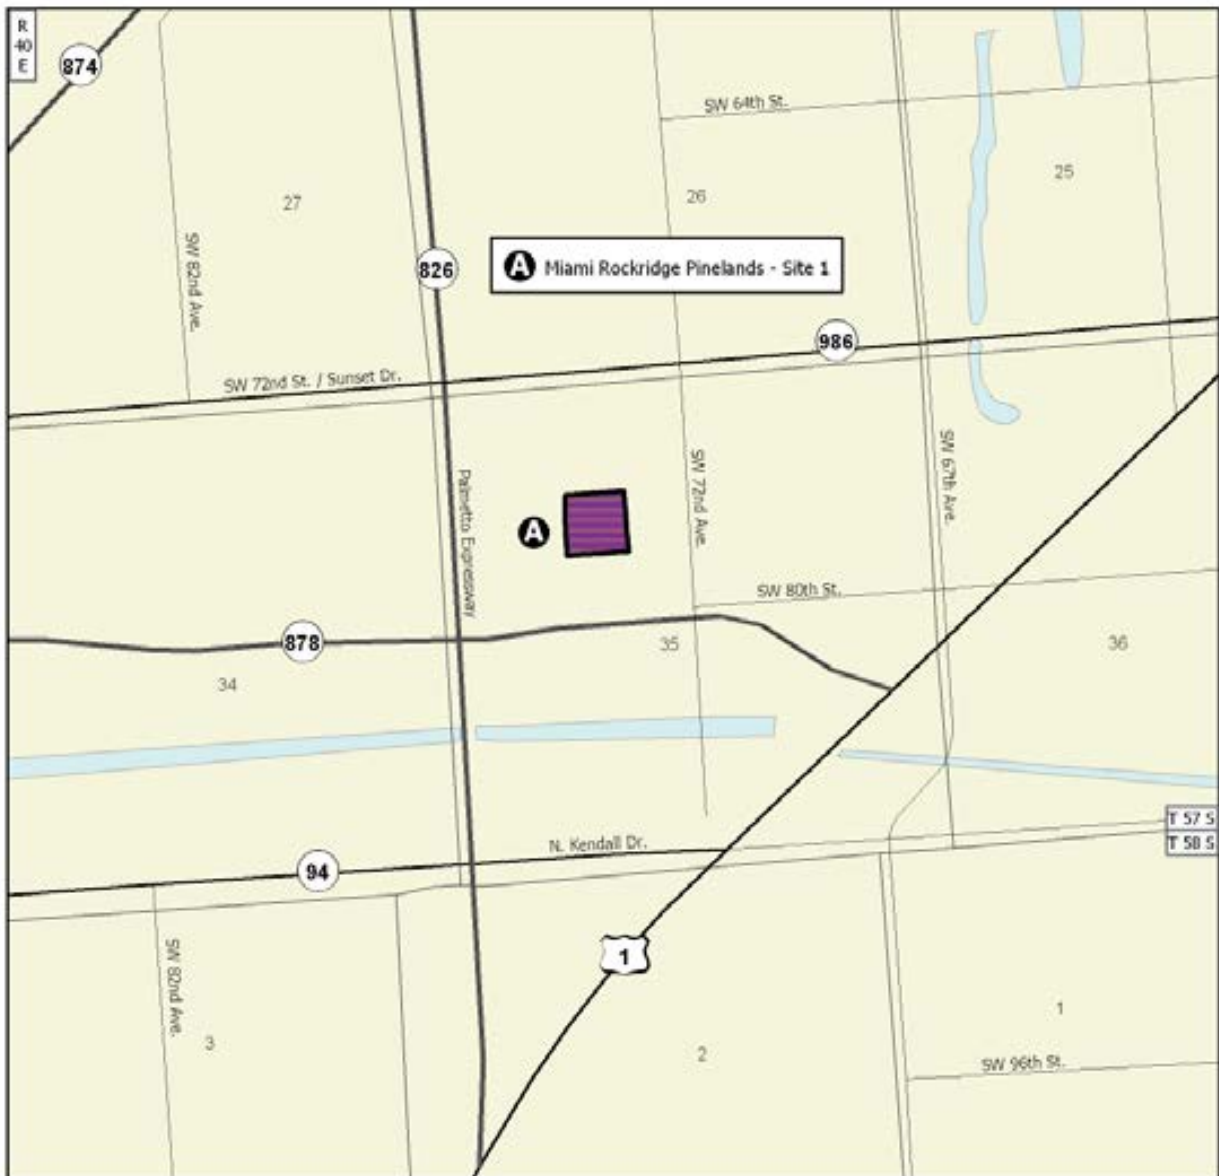 R
40
E
874
SW 64th St.
25
27
26
SW 82nd Ave.
826
A Miami Rockridge Pinelands - Site 1
986
SW 72nd St. / Sunset Dr.
SW 72nd Ave.
SW 67th Ave.
Palmetto Expressway
A
SW 80th St.
878
35
36
34
T 57 S
T 58 S
N. Kendall Dr.
94
SW 82nd Ave.
1
3
2
1
SW 96th St.